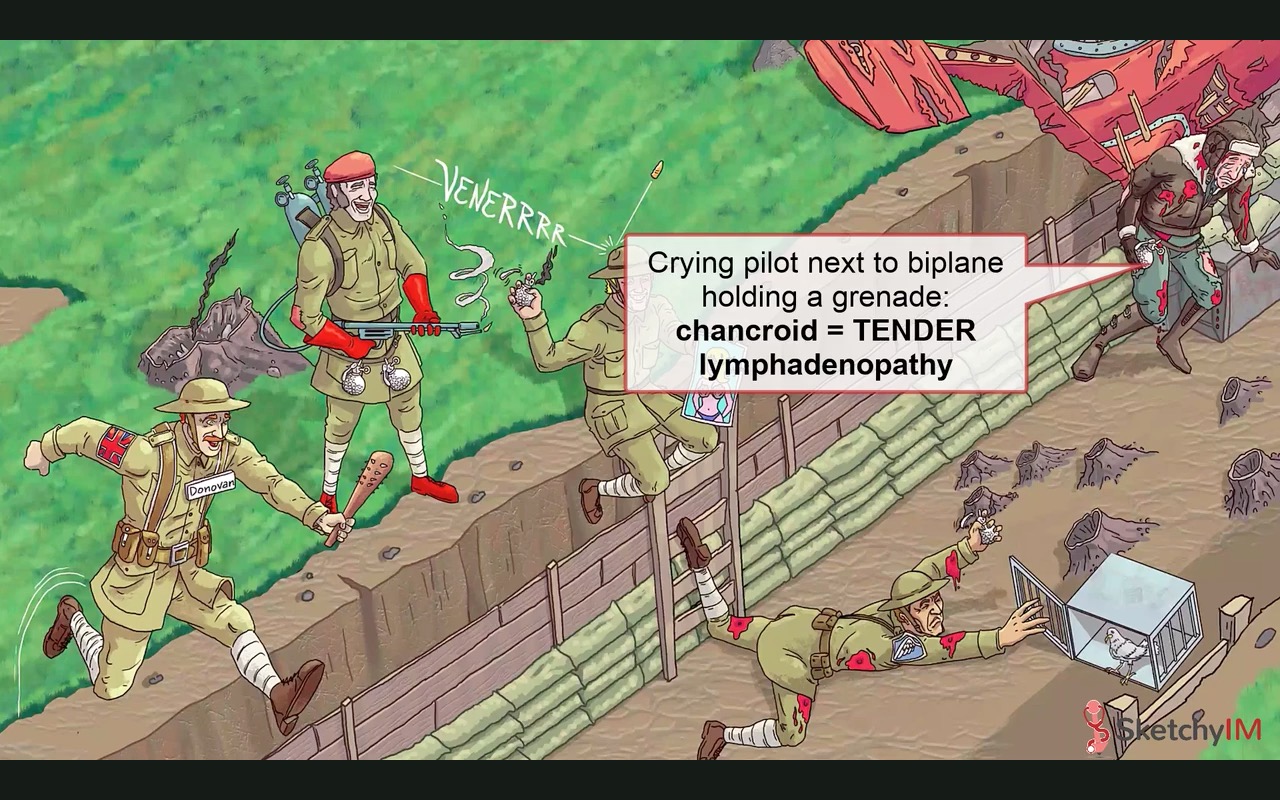 VENERRRR
Crying pilot next to biplane
holding a grenade:
chancroid = TENDER
lymphadenopathy
Donovan
SketchyIM